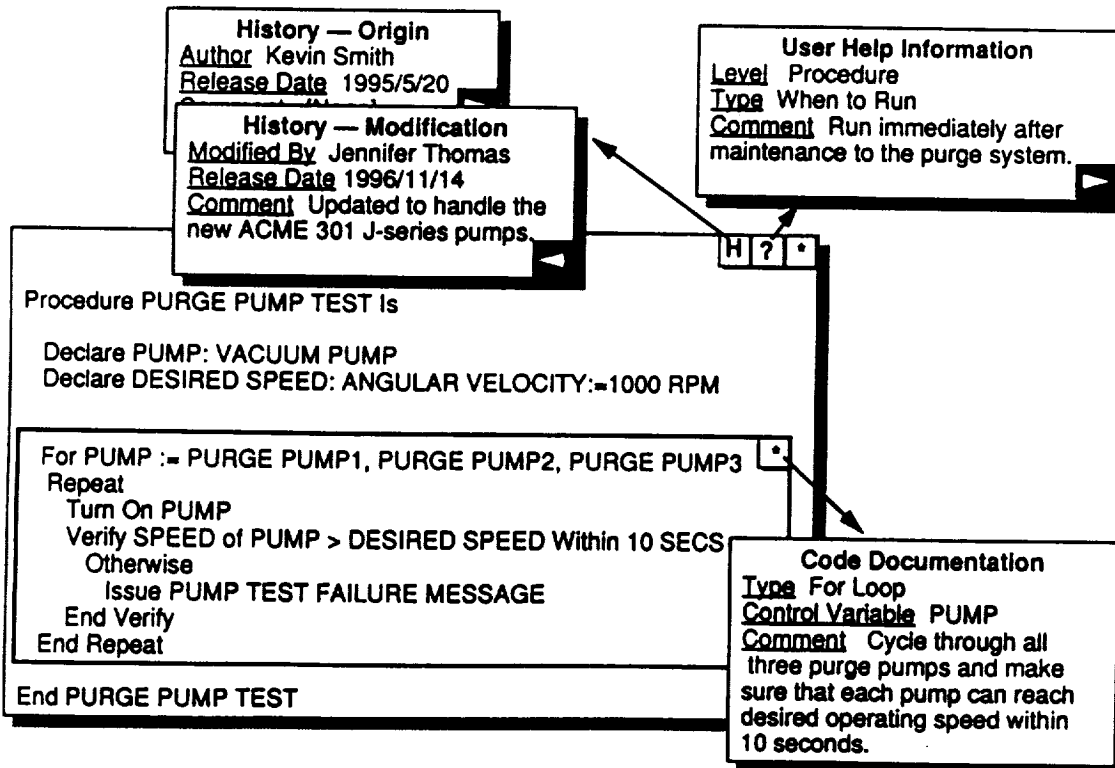 History — Origin
Author Kevin Smith
Release Date 1995/5/20
History — Modification
Modified By Jennifer Thomas
Release Date 1996/11/14
Comment Updated to handle the
new ACME 301 J-series pumps.
User Help Information
Level Procedure
Type When to Run
Comment Run immediately after
maintenance to the purge system.
H ? *
Procedure PURGE PUMP TEST Is
Declare PUMP: VACUUM PUMP
Declare DESIRED SPEED: ANGULAR VELOCITY:=1000 RPM
For PUMP := PURGE PUMP1, PURGE PUMP2, PURGE PUMP3 *
Repeat
Turn On PUMP
Verify SPEED of PUMP > DESIRED SPEED Within 10 SECS
Otherwise
Issue PUMP TEST FAILURE MESSAGE
End Verify
End Repeat
End PURGE PUMP TEST
Code Documentation
Type For Loop
Control Variable PUMP
Comment Cycle through all
three purge pumps and make
sure that each pump can reach
desired operating speed within
10 seconds.